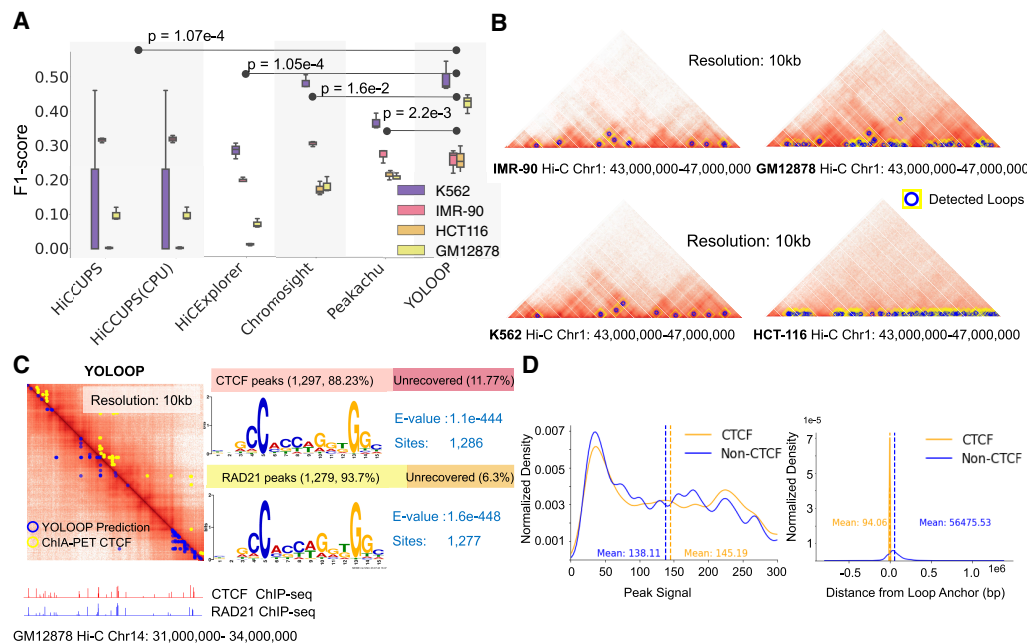 A
p = 1.07e-4
p = 1.05e-4
p = 1.6e-2
p = 2.2e-3
F1-score
0.50
0.40
0.30
0.20
0.10
0.00
K562
IMR-90
HCT116
GM12878
HiCCUPS
HiCCUPS(CPU)
HiCExplorer
Chromosight
Peakachu
YOLOOP
B
Resolution: 10kb
IMR-90 Hi-C Chr1: 43,000,000-47,000,000
GM12878 Hi-C Chr1: 43,000,000-47,000,000
Detected Loops
Resolution: 10kb
K562 Hi-C Chr1: 43,000,000-47,000,000
HCT-116 Hi-C Chr1: 43,000,000-47,000,000
C
YOLOOP
Resolution: 10kb
YOLOOP Prediction
ChIA-PET CTCF
CTCF ChIP-seq
RAD21 ChIP-seq
GM12878 Hi-C Chr14: 31,000,000- 34,000,000
CTCF peaks (1,297, 88.23%)
Unrecovered (11.77%)
E-value :1.1e-444
Sites: 1,286
RAD21 peaks (1,279, 93.7%)
Unrecovered (6.3%)
E-value :1.6e-448
Sites: 1,277
D
Normalized Density
0.007
0.005
0.003
0.001
CTCF
Non-CTCF
Mean: 138.11
Mean: 145.19
0 50 100 150 200 250 300
Peak Signal
1e-5
Normalized Density
7
5
3
1
CTCF
Non-CTCF
Mean: 94.06
Mean: 56475.53
-0.5 0.0 0.5 1.0
1e6
Distance from Loop Anchor (bp)